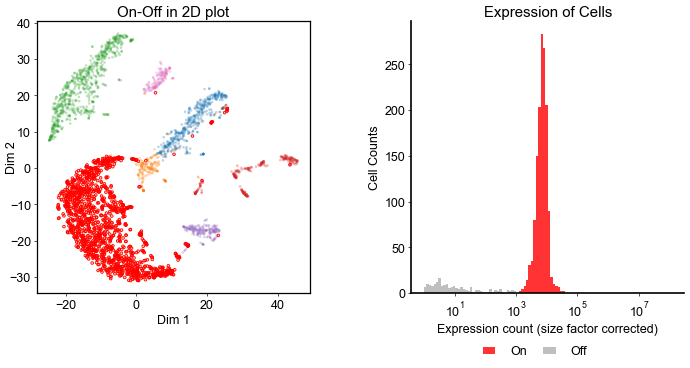 On-Off in 2D plot
40
30
20
10
0
−10
−20
−30
Dim 2
−20 0 20 40
Dim 1
Expression of Cells
250
200
150
100
50
0
Cell Counts
10^1 10^3 10^5 10^7
Expression count (size factor corrected)
On Off